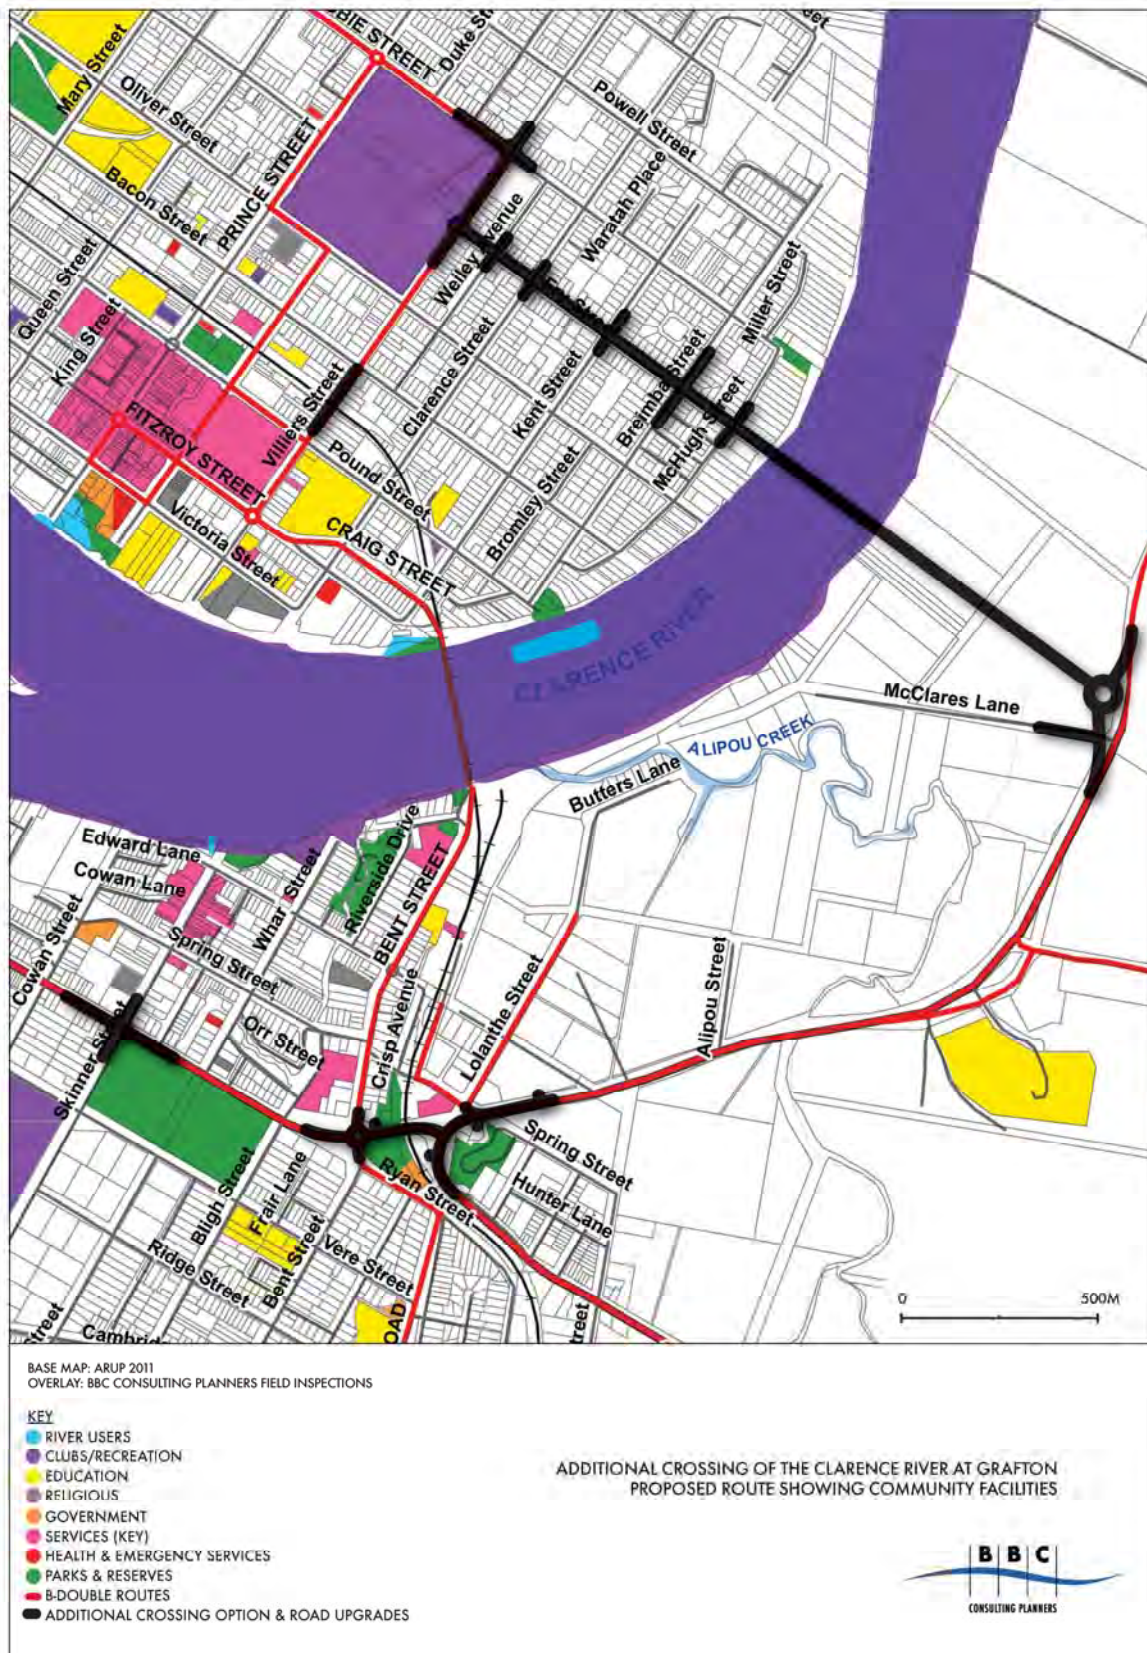 BIE STREET
Duke St
Mary Street
Oliver Street
Powell Street
PRINCE STREET
Bacon Street
Waratah Place
Weiley Avenue
Queen Street
Miller Street
King Street
Clarence Street
Villiers Street
Kent Street
Breimba Street
FITZROY STREET
McHugh Street
Pound Street
Victoria Street
Bromley Street
CRAIG STREET
CLARENCE RIVER
McClares Lane
ALIPOU CREEK
Butters Lane
Edward Lane
Cowan Lane
Riverside Drive
BENT STREET
Whar Street
Cowan Street
Spring Street
Crisp Avenue
Lolanthe Street
Alipou Street
Orr Street
Skinner Street
Spring Street
Ryan Street
Hunter Lane
Bligh Street
Frair Lane
Bent Street
Vere Street
Ridge Street
Street
Cambrid
OAD
treet
0 500M
BASE MAP: ARUP 2011
OVERLAY: BBC CONSULTING PLANNERS FIELD INSPECTIONS
KEY
RIVER USERS
CLUBS/RECREATION
EDUCATION
RELIGIOUS
GOVERNMENT
SERVICES (KEY)
HEALTH & EMERGENCY SERVICES
PARKS & RESERVES
B-DOUBLE ROUTES
ADDITIONAL CROSSING OPTION & ROAD UPGRADES
ADDITIONAL CROSSING OF THE CLARENCE RIVER AT GRAFTON
PROPOSED ROUTE SHOWING COMMUNITY FACILITIES
BBC
CONSULTING PLANNERS